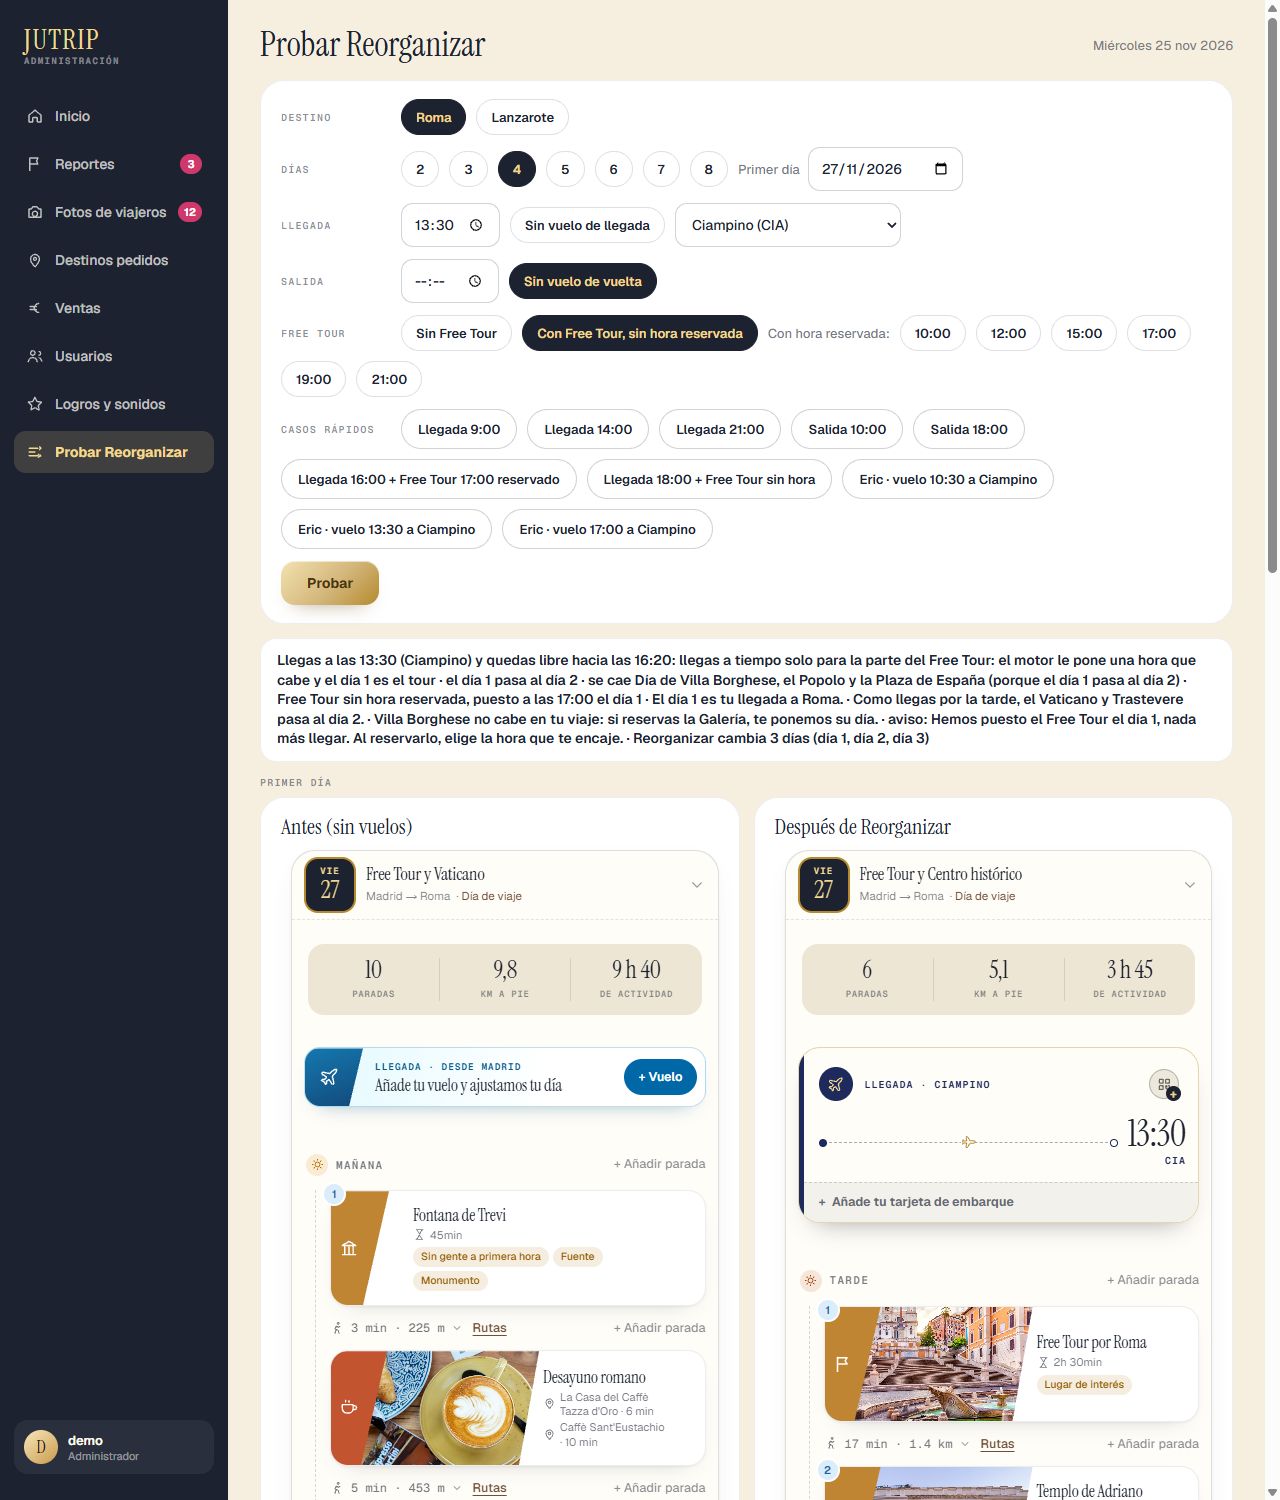 JUTRIP
ADMINISTRACIÓN
Inicio
Reportes 3
Fotos de viajeros 12
Destinos pedidos
Ventas
Usuarios
Logros y sonidos
Probar Reorganizar
D
demo
Administrador
Probar Reorganizar
Miércoles 25 nov 2026
DESTINO Roma Lanzarote
DÍAS 2 3 4 5 6 7 8 Primer día 27/11/2026
LLEGADA 13:30 Sin vuelo de llegada Ciampino (CIA)
SALIDA --:-- Sin vuelo de vuelta
FREE TOUR Sin Free Tour Con Free Tour, sin hora reservada Con hora reservada: 10:00 12:00 15:00 17:00
19:00 21:00
CASOS RÁPIDOS Llegada 9:00 Llegada 14:00 Llegada 21:00 Salida 10:00 Salida 18:00
Llegada 16:00 + Free Tour 17:00 reservado Llegada 18:00 + Free Tour sin hora Eric · vuelo 10:30 a Ciampino
Eric · vuelo 13:30 a Ciampino Eric · vuelo 17:00 a Ciampino
Probar
Llegas a las 13:30 (Ciampino) y quedas libre hacia las 16:20: llegas a tiempo solo para la parte del Free Tour: el motor le pone una hora que
cabe y el día 1 es el tour · el día 1 pasa al día 2 · se cae Día de Villa Borghese, el Popolo y la Plaza de España (porque el día 1 pasa al día 2) ·
Free Tour sin hora reservada, puesto a las 17:00 el día 1 · El día 1 es tu llegada a Roma. · Como llegas por la tarde, el Vaticano y Trastevere
pasa al día 2. · Villa Borghese no cabe en tu viaje: si reservas la Galería, te ponemos su día. · aviso: Hemos puesto el Free Tour el día 1, nada
más llegar. Al reservarlo, elige la hora que te encaje. · Reorganizar cambia 3 días (día 1, día 2, día 3)
PRIMER DÍA
Antes (sin vuelos)
VIE
27
Free Tour y Vaticano
Madrid → Roma · Día de viaje
10 9,8 9 h 40
PARADAS KM A PIE DE ACTIVIDAD
LLEGADA · DESDE MADRID
Añade tu vuelo y ajustamos tu día
+ Vuelo
MAÑANA + Añadir parada
1
Fontana de Trevi
45min
Sin gente a primera hora Fuente
Monumento
3 min · 225 m Rutas + Añadir parada
Desayuno romano
La Casa del Caffè
Tazza d'Oro · 6 min
Caffè Sant'Eustachio
· 10 min
5 min · 453 m Rutas + Añadir parada
Después de Reorganizar
VIE
27
Free Tour y Centro histórico
Madrid → Roma · Día de viaje
6 5,1 3 h 45
PARADAS KM A PIE DE ACTIVIDAD
LLEGADA · CIAMPINO
13:30
CIA
+ Añade tu tarjeta de embarque
TARDE + Añadir parada
1
Free Tour por Roma
2h 30min
Lugar de interés
17 min · 1.4 km Rutas + Añadir parada
2
Templo de Adriano